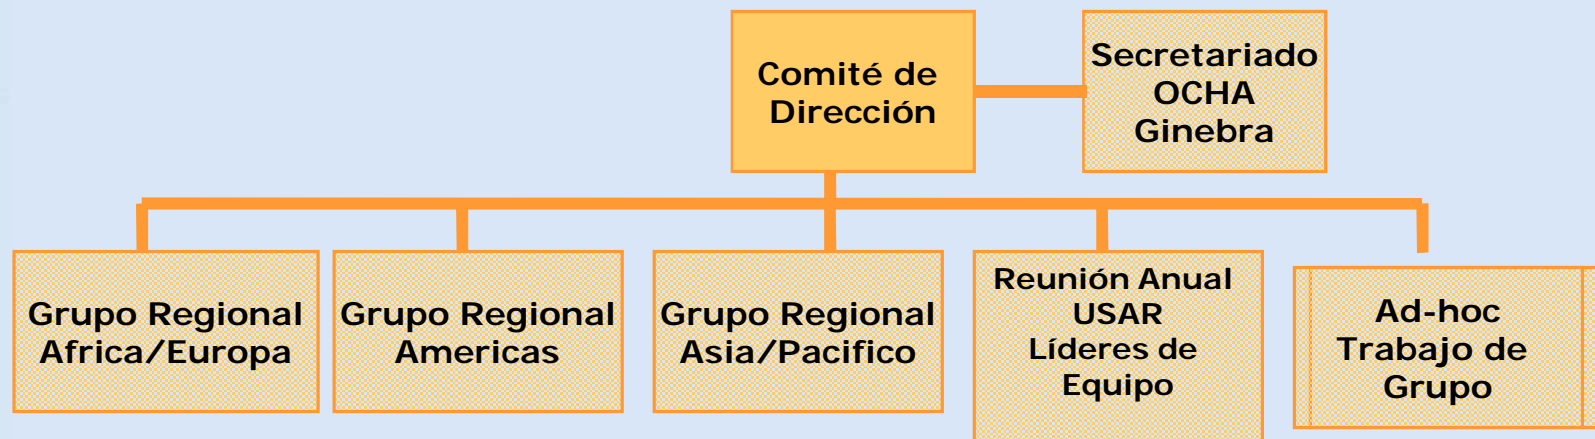 Comité de
Dirección
Secretariado
OCHA
Ginebra
Grupo Regional
Africa/Europa
Grupo Regional
Americas
Grupo Regional
Asia/Pacifico
Reunión Anual
USAR
Líderes de
Equipo
Ad-hoc
Trabajo de
Grupo